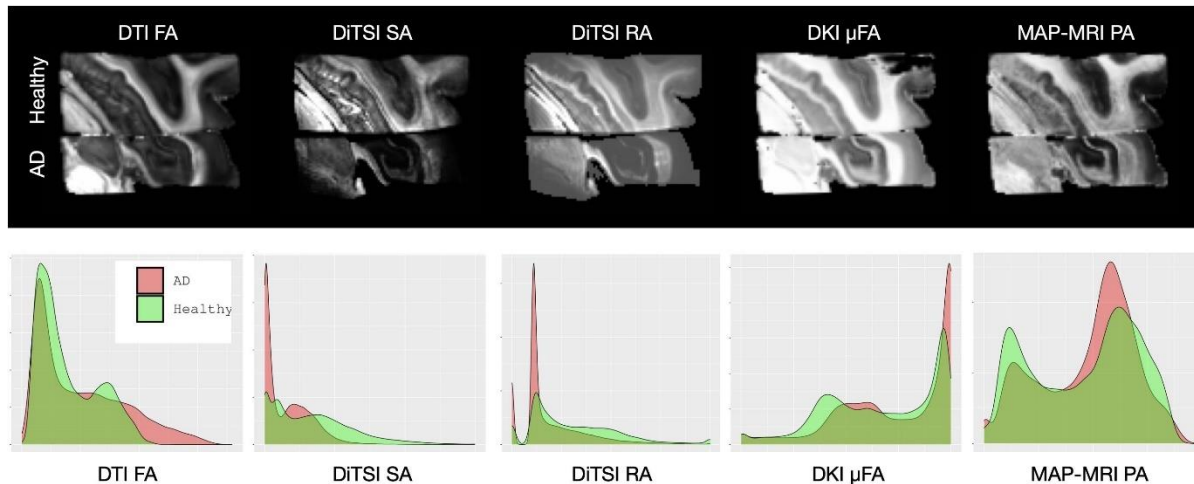 DTI FA
DiTSI SA
DiTSI RA
DKI μFA
MAP-MRI PA
Healthy
AD
AD
Healthy
DTI FA
DiTSI SA
DiTSI RA
DKI μFA
MAP-MRI PA